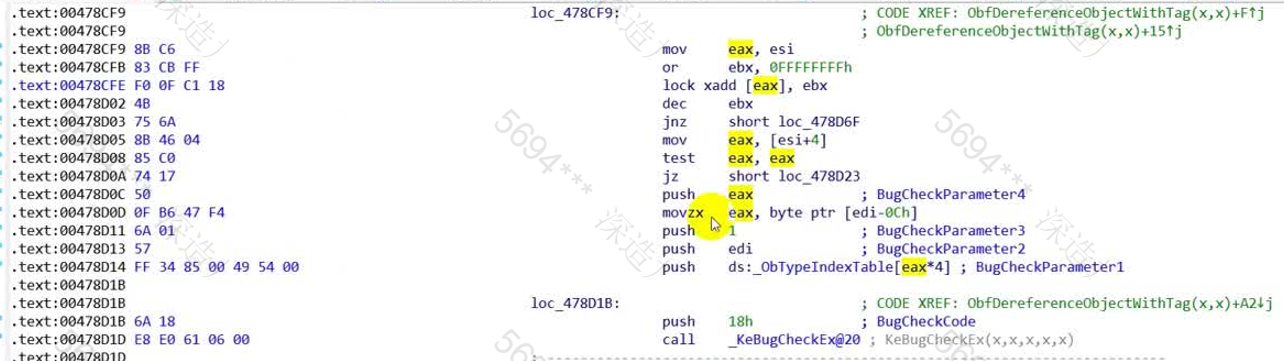 .text:00478CF9 loc_478CF9: ; CODE XREF: ObfDereferenceObjectWithTag(x,x)+F↑j
.text:00478CF9 ; ObfDereferenceObjectWithTag(x,x)+15↑j
.text:00478CF9 8B C6 mov eax, esi
.text:00478CFB 83 CB FF or ebx, 0FFFFFFFFh
.text:00478CFE F0 0F C1 18 lock xadd [eax], ebx
.text:00478D02 4B dec ebx
.text:00478D03 75 6A jnz short loc_478D6F
.text:00478D05 8B 46 04 mov eax, [esi+4]
.text:00478D08 85 C0 test eax, eax
.text:00478D0A 74 17 jz short loc_478D23
.text:00478D0C 50 push eax ; BugCheckParameter4
.text:00478D0D 0F B6 47 F4 movzx eax, byte ptr [edi-0Ch]
.text:00478D11 6A 01 push 1 ; BugCheckParameter3
.text:00478D13 57 push edi ; BugCheckParameter2
.text:00478D14 FF 34 85 00 49 54 00 push ds:_ObTypeIndexTable[eax*4] ; BugCheckParameter1
.text:00478D1B
.text:00478D1B loc_478D1B: ; CODE XREF: ObfDereferenceObjectWithTag(x,x)+A2↓j
.text:00478D1B 6A 18 push 18h ; BugCheckCode
.text:00478D1D E8 E0 61 06 00 call _KeBugCheckEx@20 ; KeBugCheckEx(x,x,x,x,x)
.text:00478D1D ; ---------------------------------------------------------------------------
深造)
深造)
深造)
5694*** 深造)
5694*** 深造)